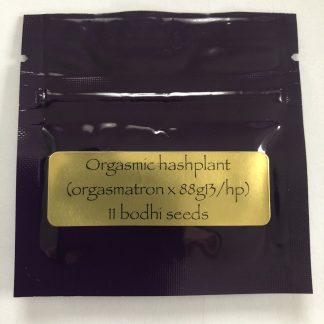 Orgasmic hashplant
(orgasmatron x 88g13/hp)
11 bodhi seeds